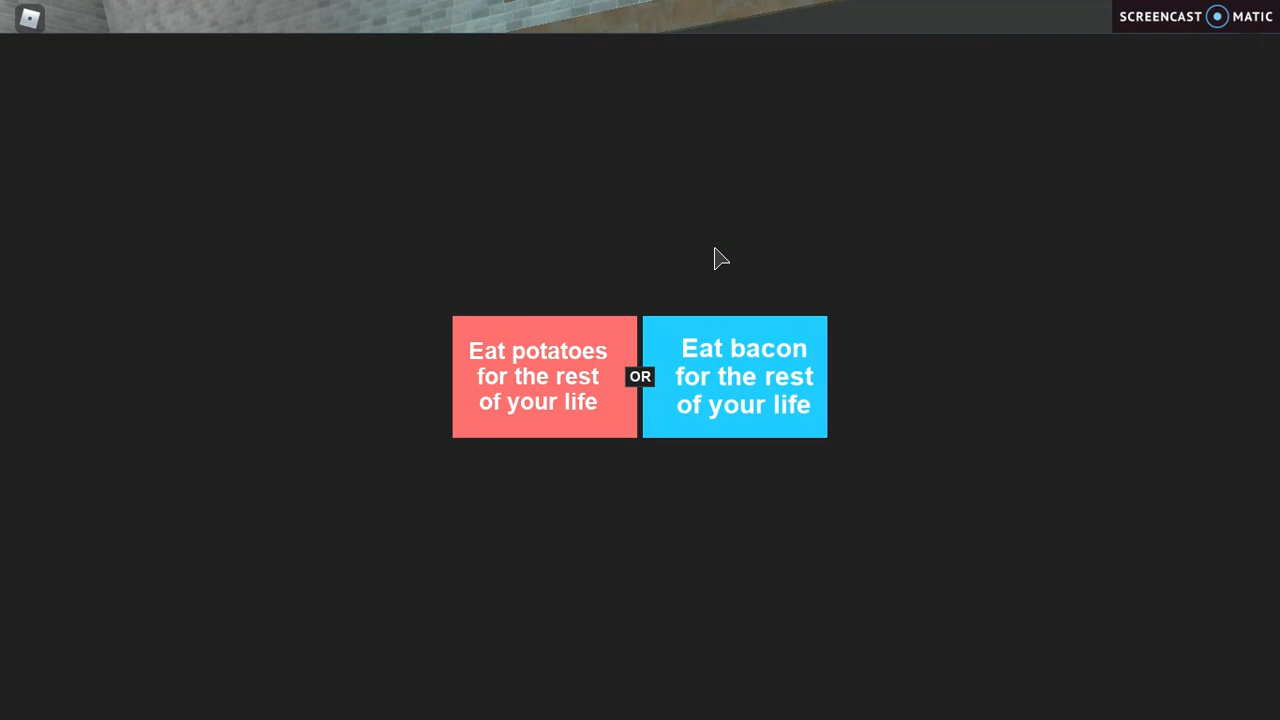 SCREENCAST MATIC
Eat potatoes
for the rest
of your life
OR
Eat bacon
for the rest
of your life